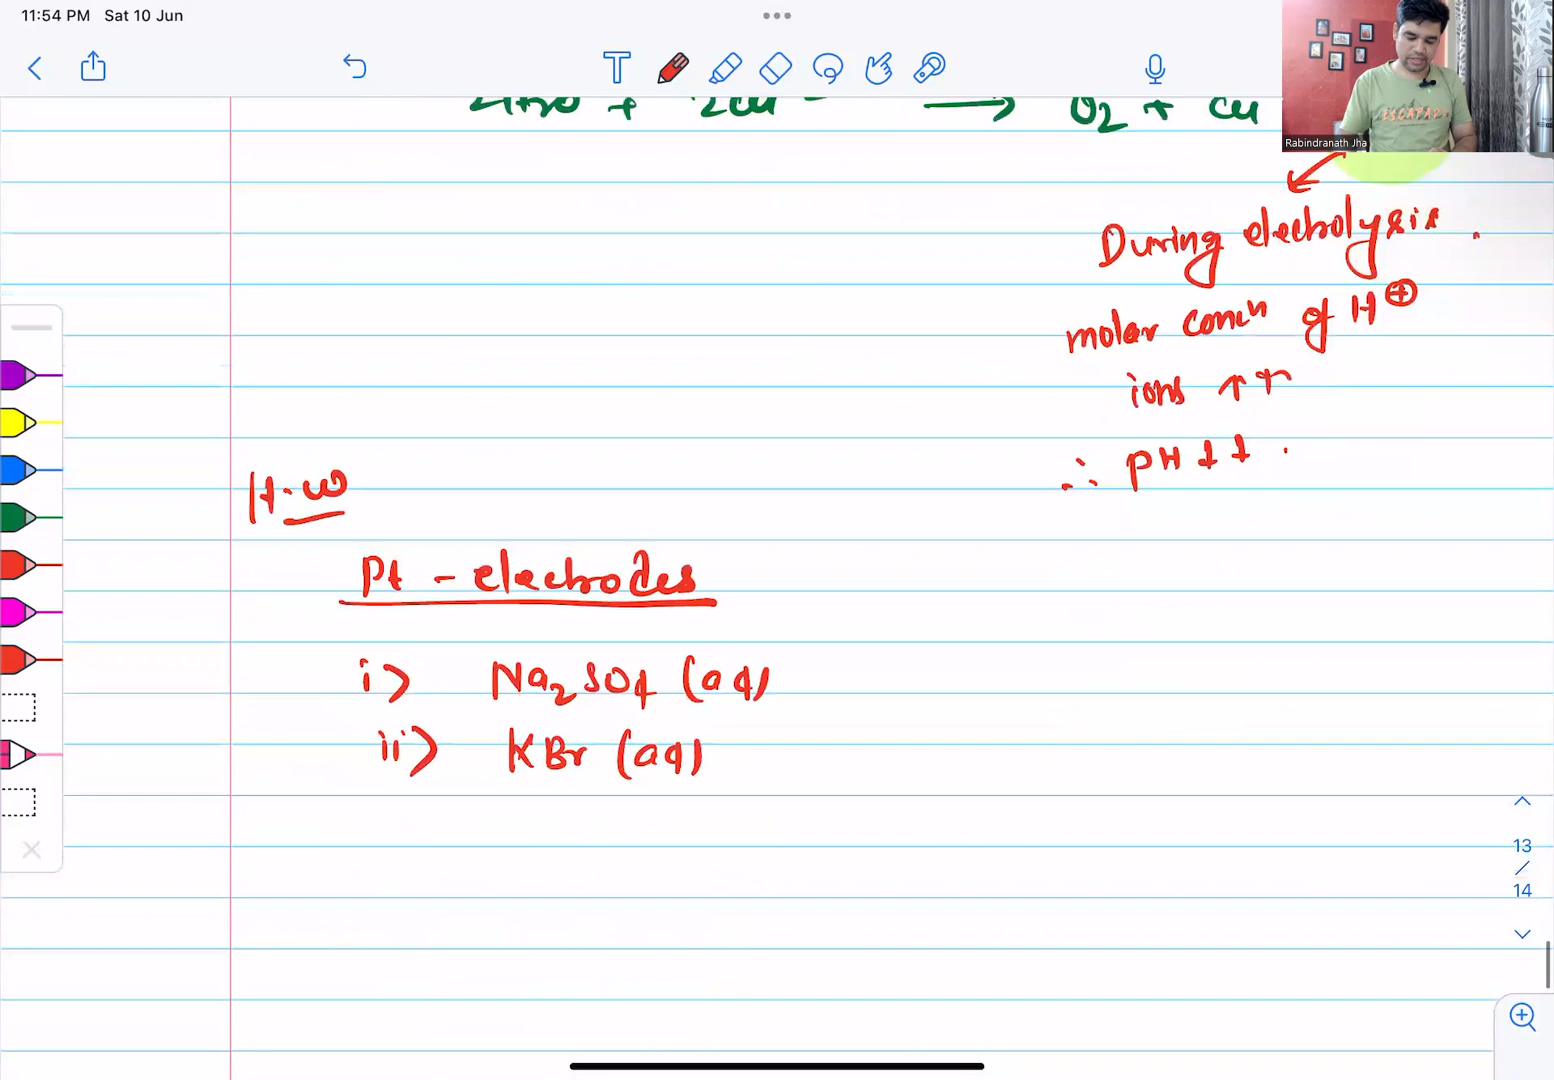 11:54 PM Sat 10 Jun
O₂ + Cu
Rabindranath Jha
During electrolysis.
molar concn of H⊕
ions ↑↑
∴ pH ↓↓.
H.W
Pt - electrodes
i> Na₂SO₄ (aq)
ii> KBr (aq)
13
/
14